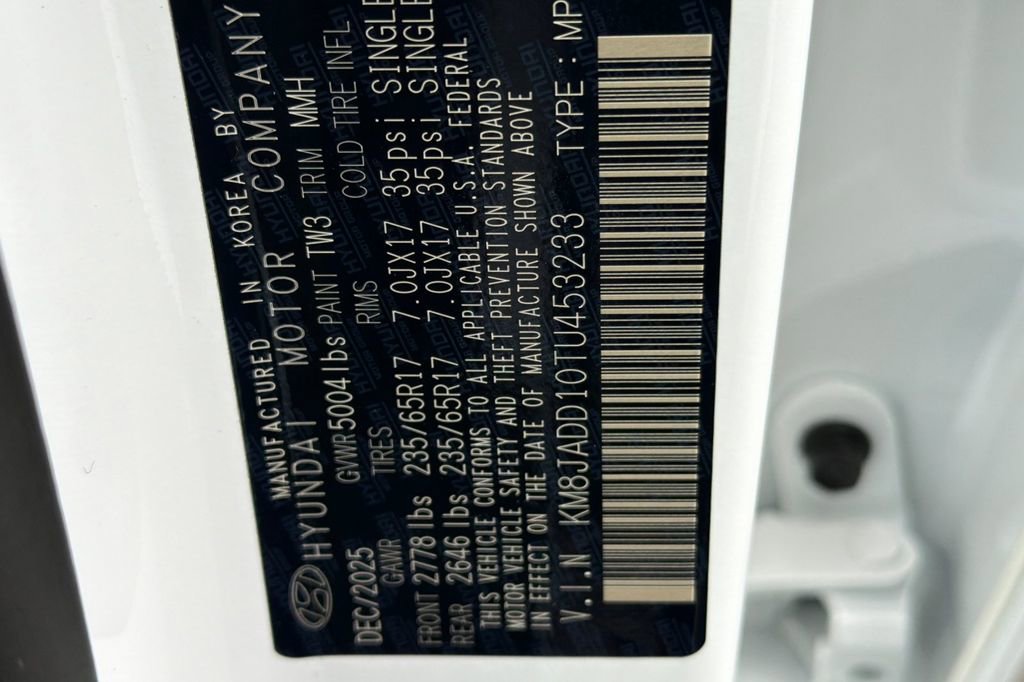 MANUFACTURED IN KOREA BY
HYUNDAI MOTOR COMPANY
DEC/2025 GVWR 5004 lbs PAINT TW3 TRIM MMH
GAWR TIRES RIMS COLD TIRE INFL
FRONT 2778 lbs 235/65R17 7.0JX17 35psi SINGLE
REAR 2646 lbs 235/65R17 7.0JX17 35psi SINGLE
THIS VEHICLE CONFORMS TO ALL APPLICABLE U.S.A. FEDERAL
MOTOR VEHICLE SAFETY AND THEFT PREVENTION STANDARDS
IN EFFECT ON THE DATE OF MANUFACTURE SHOWN ABOVE
V.I.N KM8JADD10TU453233 TYPE : MP